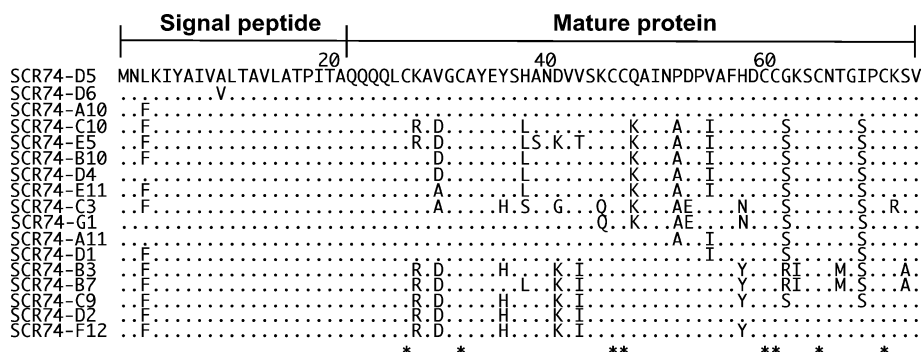 Signal peptide Mature protein
20 40 60
SCR74-D5 MNLKIYAIVALTAVLATPITAQQQQLCKAVGCAYEYSHANDVVSKCCQAINPDPVAFHDCCGKSCNTGIPCKSV
SCR74-D6 .........V................................................................
SCR74-A10 ..F.......................................................................
SCR74-C10 ..F........................R.D.......L.........K...A..I......S......S.....
SCR74-E5 ..F........................R.D.......LS.K.T....K...A..I......S......S.....
SCR74-B10 ..F..........................D.......L.........K...A..I......S......S.....
SCR74-D4 .............................D.......L.........K...A..I......S......S.....
SCR74-E11 ..F..........................A.......L.........K...A..I......S......S.....
SCR74-C3 ..F..........................A.....H.S..G...Q..K...AE....N...S......S..R..
SCR74-G1 ............................................Q..K...AE....N...S......S.....
SCR74-A11 ...................................................A..I......S......S.....
SCR74-D1 ..F...................................................I......S......S.....
SCR74-B3 ..F........................R.D.....H....K.I..............Y...RI...M.S...A.
SCR74-B7 ..F........................R.D.......L..K.I..............Y...RI...M.S...A.
SCR74-C9 ..F........................R.D.....H....K.I..............Y...S......S.....
SCR74-D2 ..F........................R.D.....H....K.I...............................
SCR74-F12 ..F........................R.D.....H....K.I..............Y................
* * ** ** * *